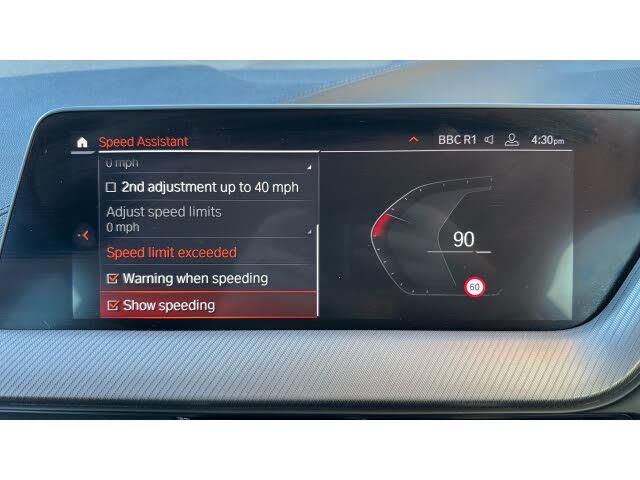 Speed Assistant
BBC R1
4:30pm
0 mph
2nd adjustment up to 40 mph
Adjust speed limits
0 mph
Speed limit exceeded
Warning when speeding
Show speeding
90
60